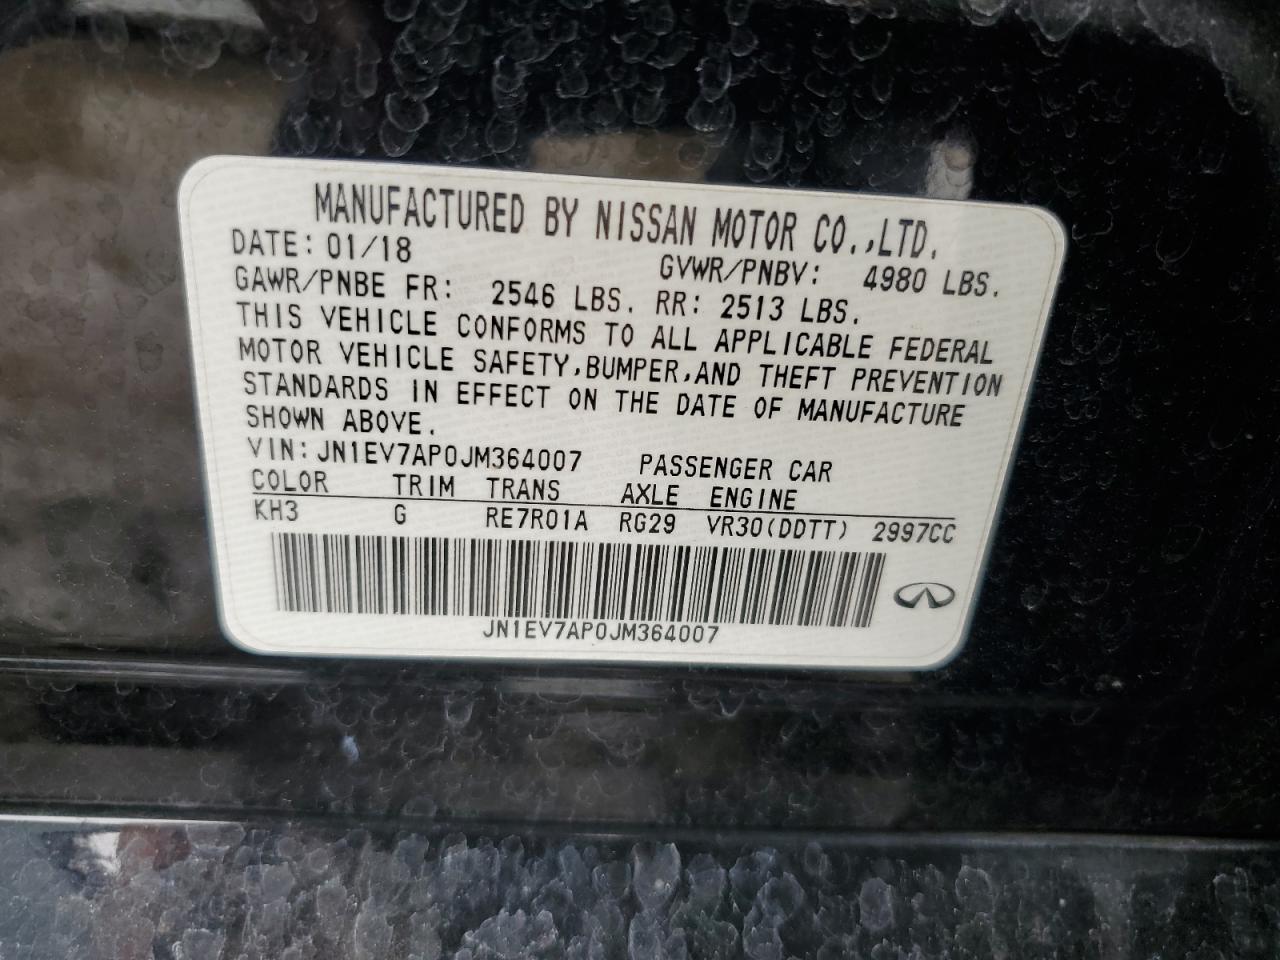 MANUFACTURED BY NISSAN MOTOR CO.,LTD.
DATE: 01/18 GVWR/PNBV: 4980 LBS.
GAWR/PNBE FR: 2546 LBS. RR: 2513 LBS.
THIS VEHICLE CONFORMS TO ALL APPLICABLE FEDERAL
MOTOR VEHICLE SAFETY,BUMPER,AND THEFT PREVENTION
STANDARDS IN EFFECT ON THE DATE OF MANUFACTURE
SHOWN ABOVE.
VIN:JN1EV7AP0JM364007 PASSENGER CAR
COLOR TRIM TRANS AXLE ENGINE
KH3 G RE7R01A RG29 VR30(DDTT) 2997CC
JN1EV7AP0JM364007